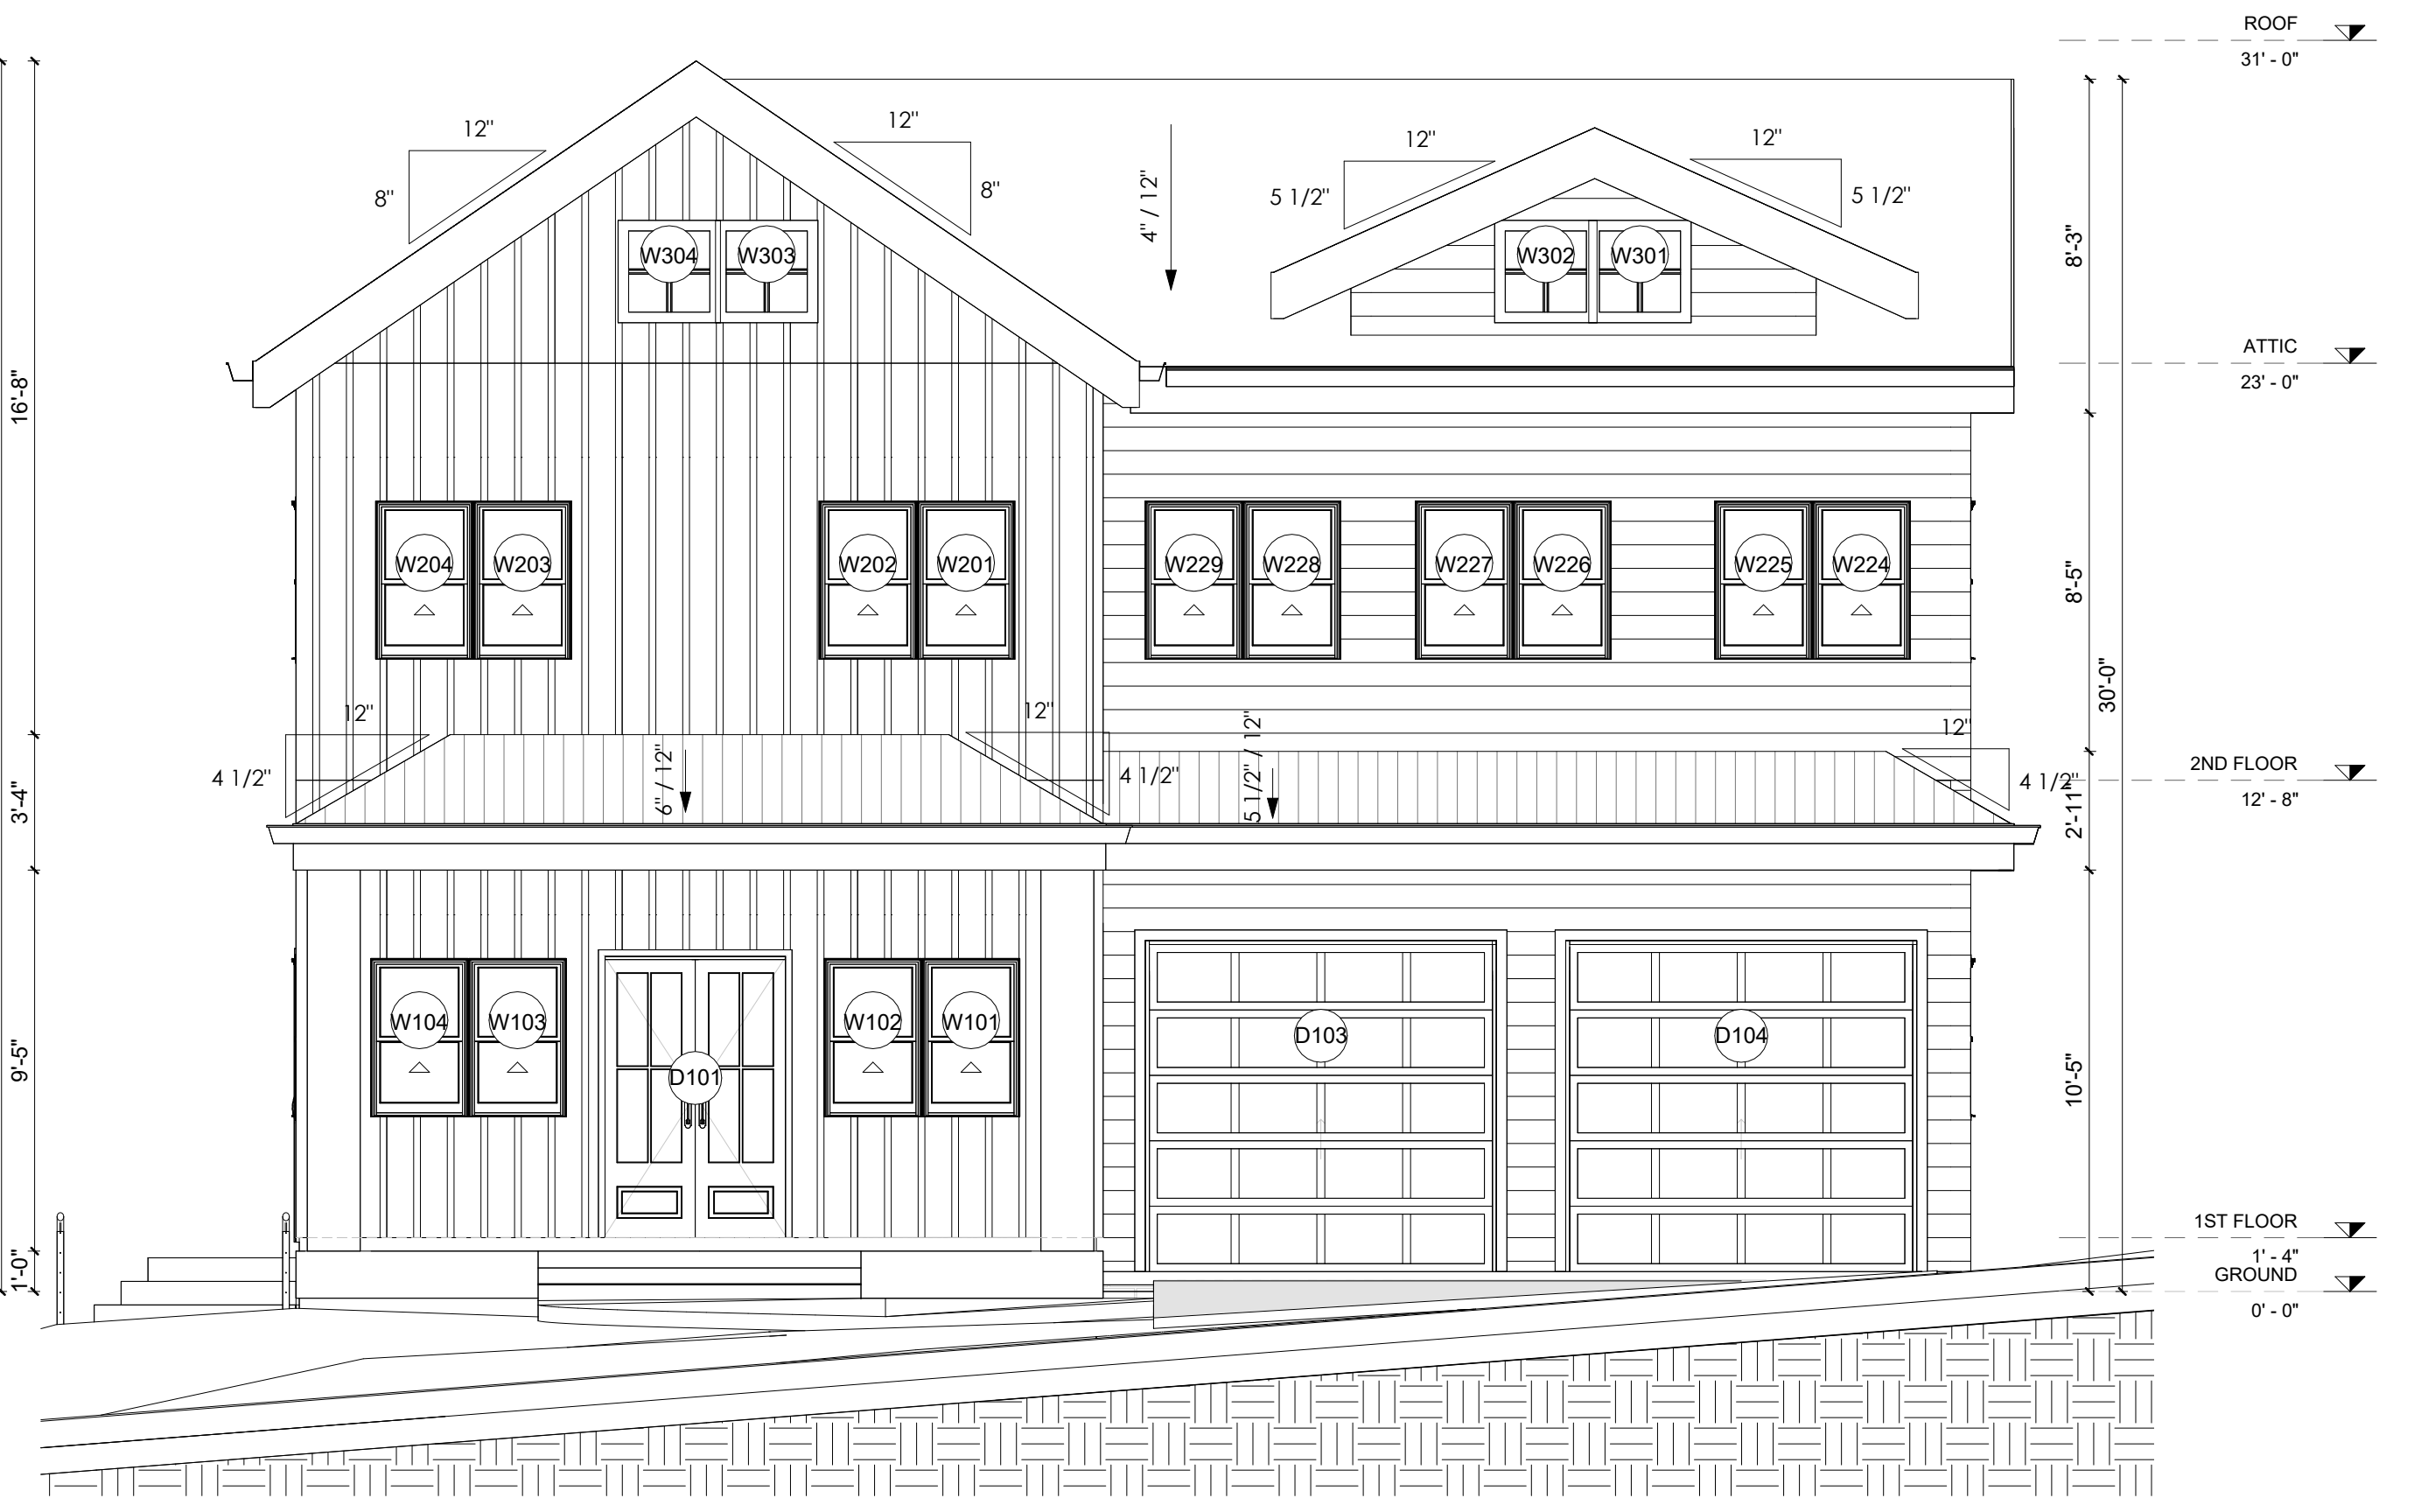 ROOF
31' - 0"
12"
12"
12"
12"
8"
8"
4" / 12"
5 1/2"
5 1/2"
8'-3"
W304
W303
W302
W301
ATTIC
23' - 0"
16'-8"
W204
W203
W202
W201
W229
W228
W227
W226
W225
W224
8'-5"
30'-0"
12"
12"
12"
4 1/2"
6" / 12"
4 1/2"
5 1/2" / 12"
4 1/2"
2ND FLOOR
12' - 8"
3'-4"
2'-11"
W104
W103
W102
W101
D101
D103
D104
9'-5"
10'-5"
1ST FLOOR
1' - 4"
GROUND
0' - 0"
1'-0"